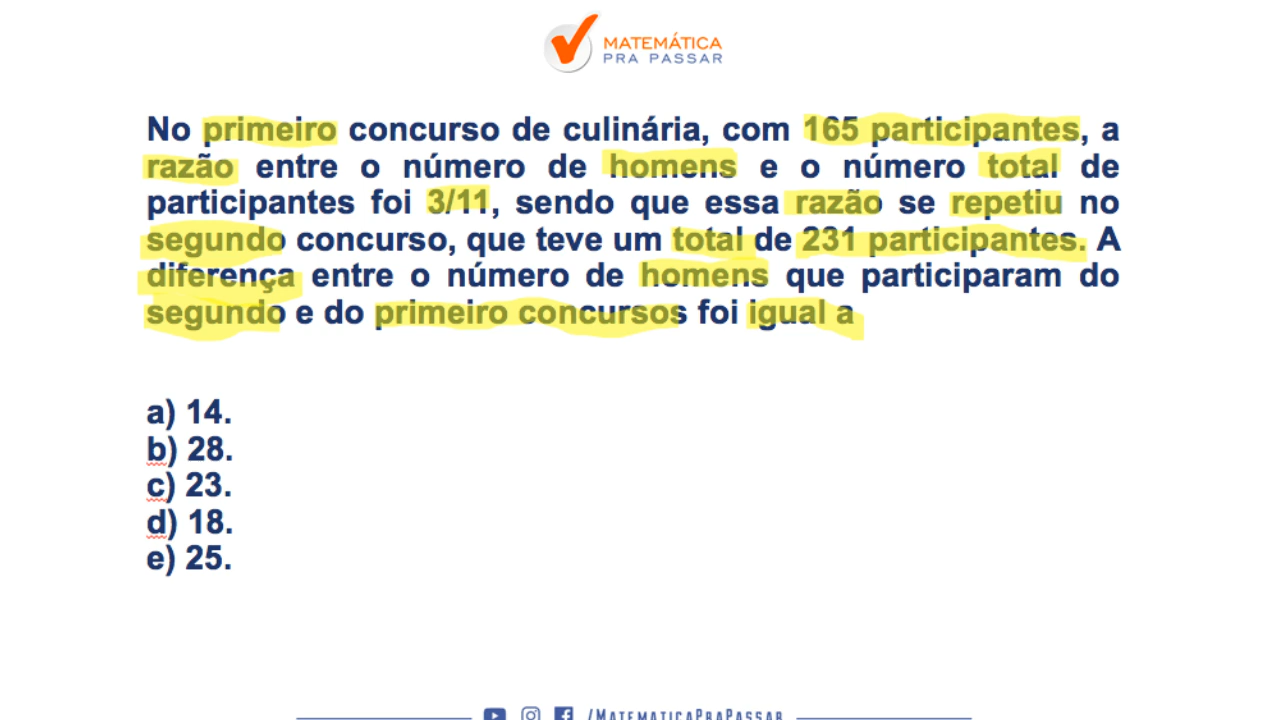 MATEMÁTICA
PRA PASSAR
No primeiro concurso de culinária, com 165 participantes, a
razão entre o número de homens e o número total de
participantes foi 3/11, sendo que essa razão se repetiu no
segundo concurso, que teve um total de 231 participantes. A
diferença entre o número de homens que participaram do
segundo e do primeiro concursos foi igual a
a) 14.
b) 28.
c) 23.
d) 18.
e) 25.
/MATEMATICAPRAPASSAR